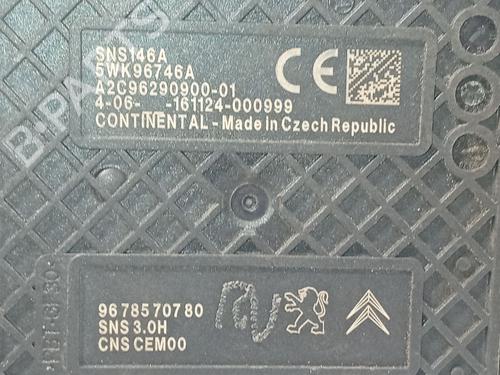 SNS146A
5WK96746A
A2C96290900-01
4-06- -161124-000999
CONTINENTAL - Made in Czech Republic
CE
96 785 707 80
SNS 3.0H
CNS CEM00
B-PARTS